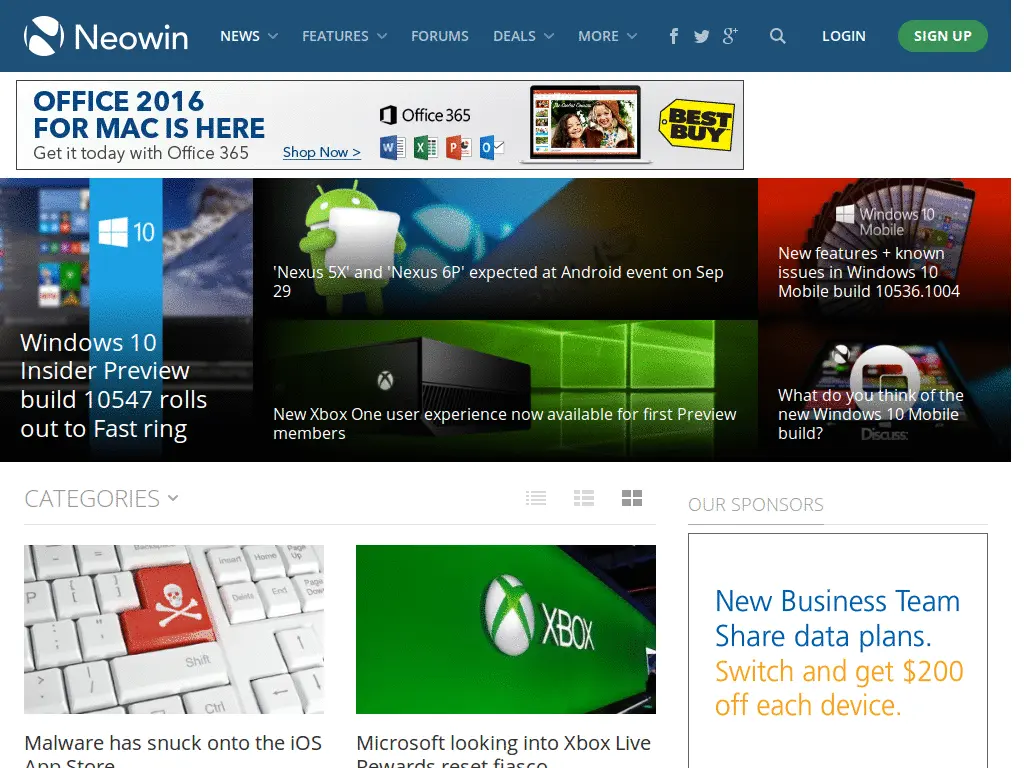 Neowin
NEWS
FEATURES
FORUMS
DEALS
MORE
LOGIN
SIGN UP
OFFICE 2016
FOR MAC IS HERE
Get it today with Office 365
Shop Now >
Office 365
BEST
BUY
10
Windows 10
Insider Preview
build 10547 rolls
out to Fast ring
'Nexus 5X' and 'Nexus 6P' expected at Android event on Sep
29
New Xbox One user experience now available for first Preview
members
Windows 10
Mobile
New features + known
issues in Windows 10
Mobile build 10536.1004
What do you think of the
new Windows 10 Mobile
build?
Discuss:
CATEGORIES
OUR SPONSORS
Backspace
Insert
Home
Page
Up
Delete
End
Page
Down
P
Shift
Ctrl
XBOX
New Business Team
Share data plans.
Switch and get $200
off each device.
Malware has snuck onto the iOS
App Store
Microsoft looking into Xbox Live
Rewards reset fiasco